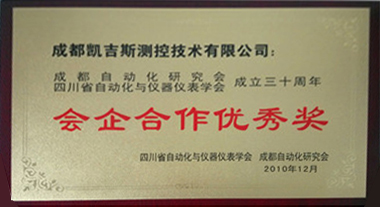 成都凯吉斯测控技术有限公司：
成都自动化研究会
四川省自动化与仪器仪表学会 成立三十周年
会企合作优秀奖
四川省自动化与仪器仪表学会 成都自动化研究会
2010年12月